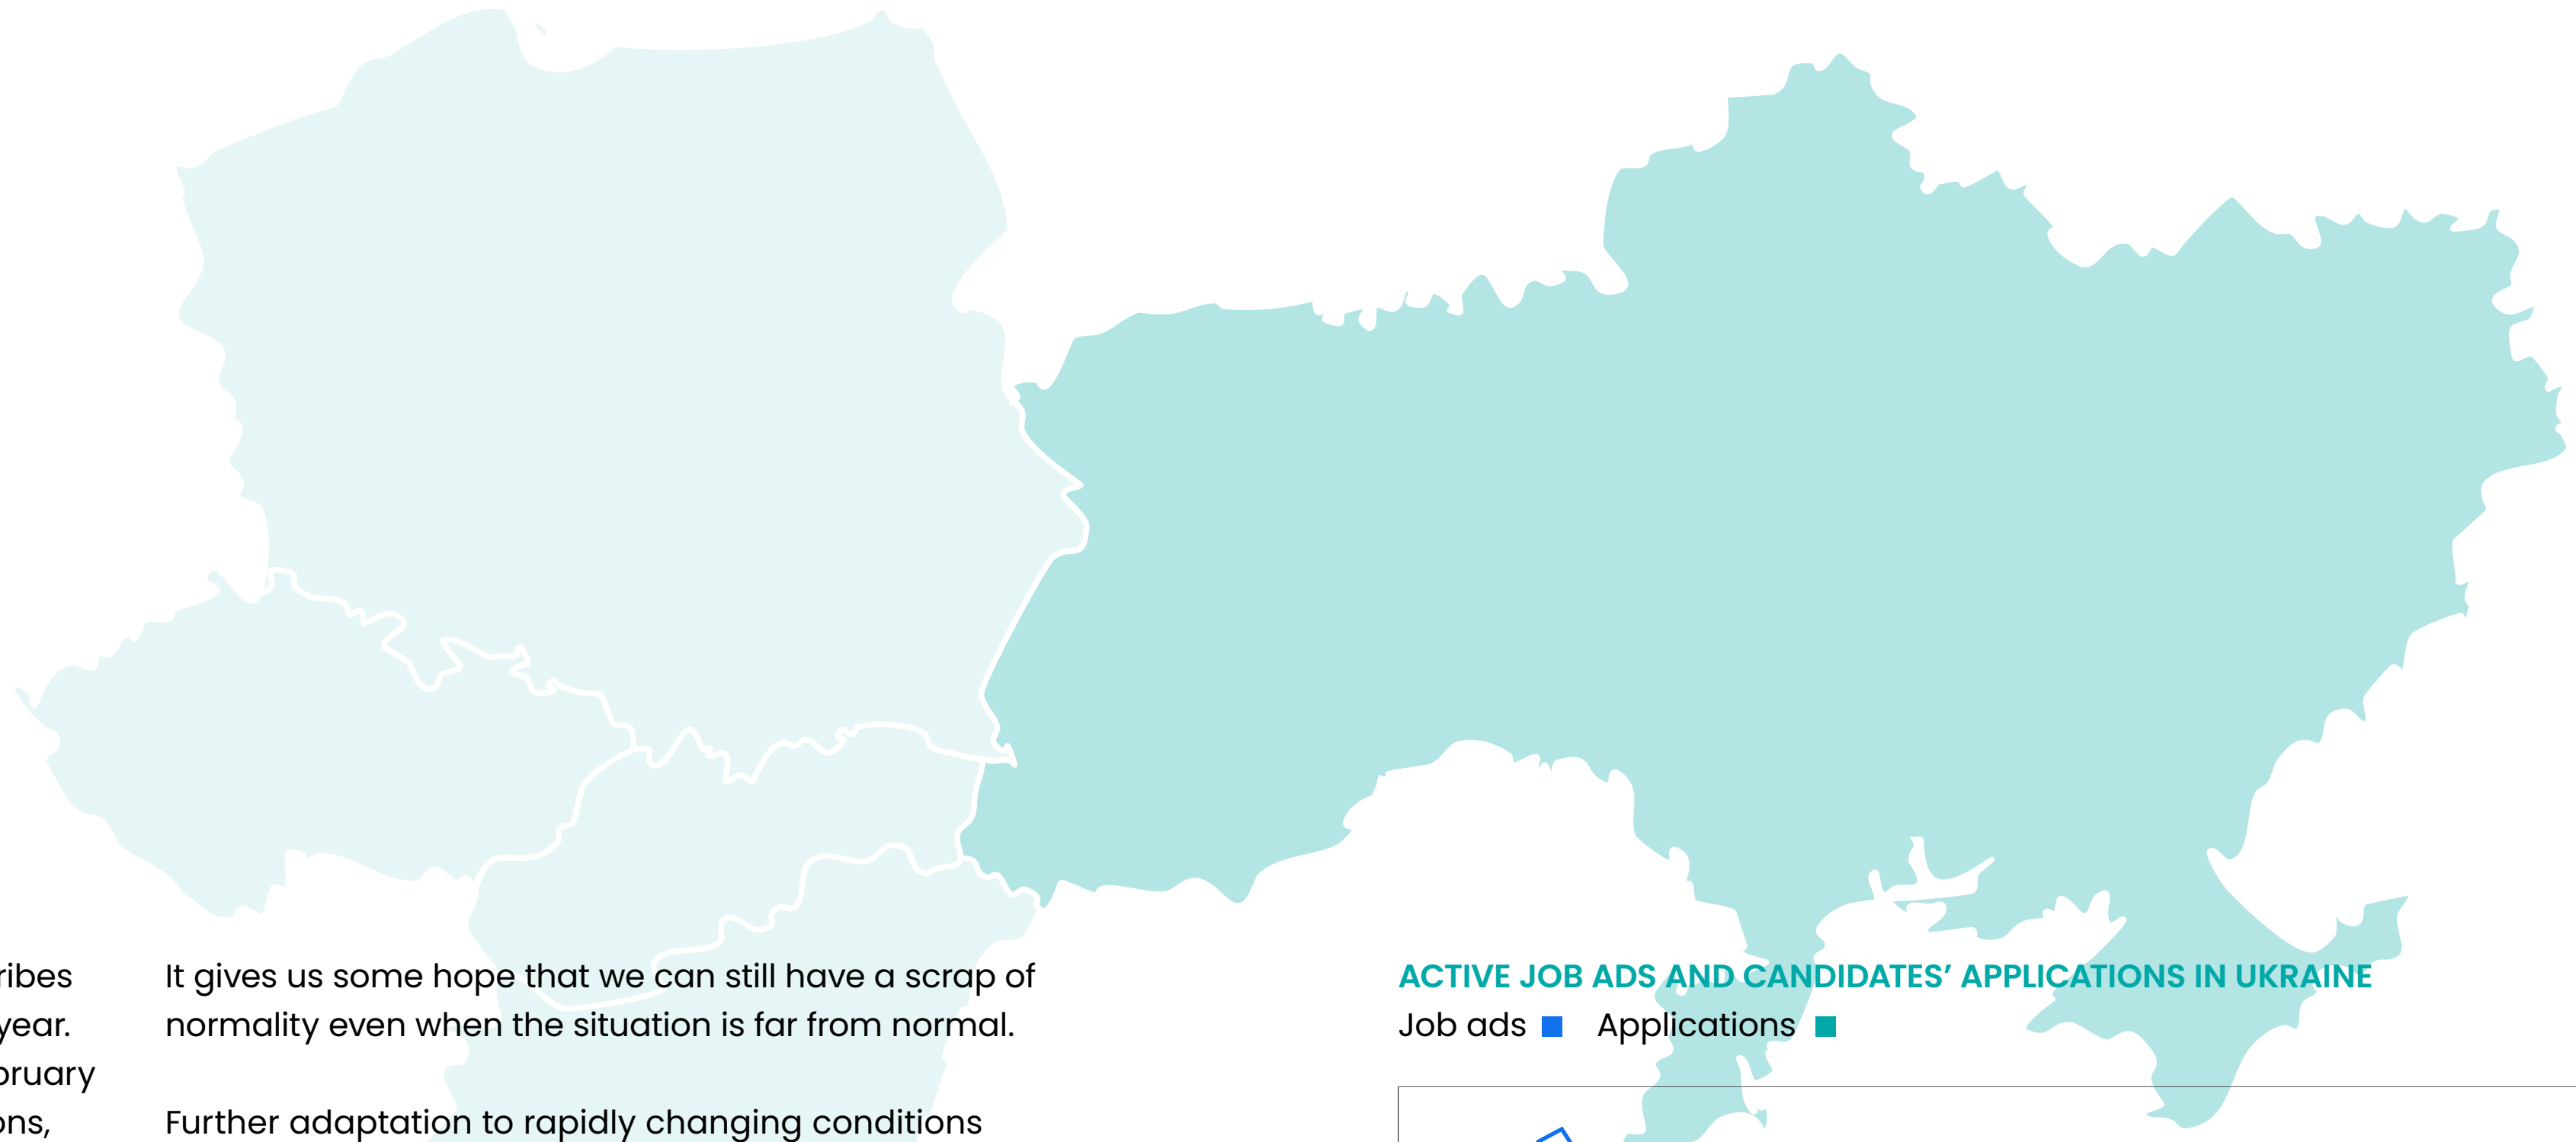 year.
It gives us some hope that we can still have a scrap of
normality even when the situation is far from normal.
Further adaptation to rapidly changing conditions
ACTIVE JOB ADS AND CANDIDATES’ APPLICATIONS IN UKRAINE
Job ads Applications